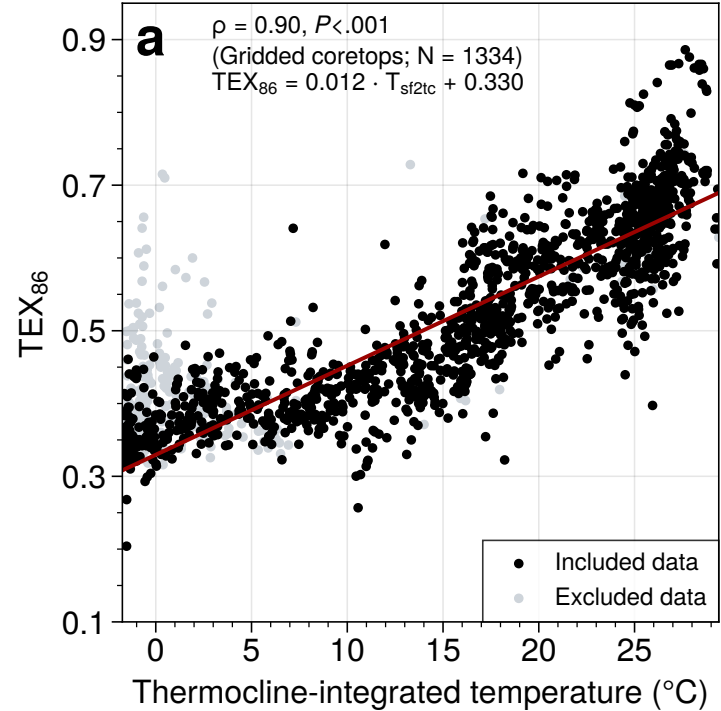 a
ρ = 0.90, P<.001
(Gridded coretops; N = 1334)
TEX₈₆ = 0.012 · Tsf2tc + 0.330
TEX₈₆
0.9
0.7
0.5
0.3
0.1
Included data
Excluded data
0 5 10 15 20 25
Thermocline-integrated temperature (°C)